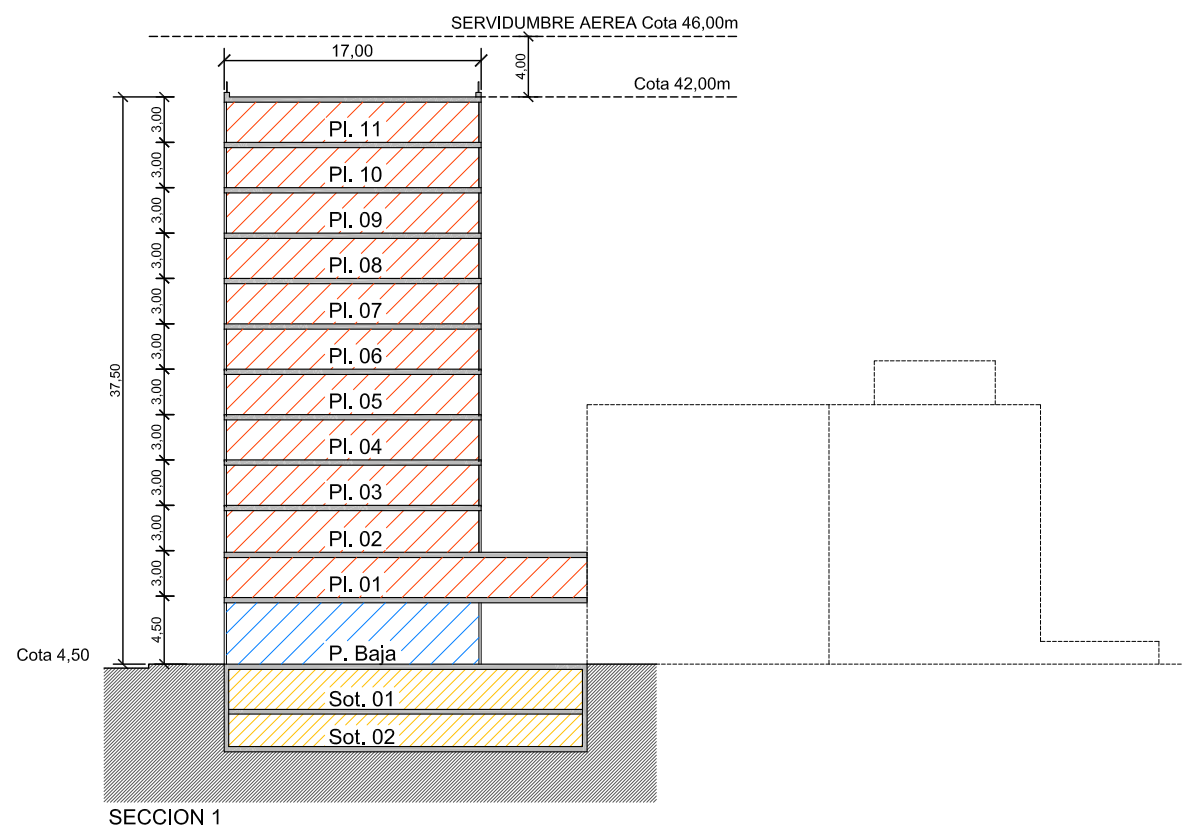 SERVIDUMBRE AEREA Cota 46,00m
17,00
4,00
Cota 42,00m
3,00
Pl. 11
3,00
Pl. 10
3,00
Pl. 09
3,00
Pl. 08
3,00
Pl. 07
3,00
Pl. 06
37,50
3,00
Pl. 05
3,00
Pl. 04
3,00
Pl. 03
3,00
Pl. 02
3,00
Pl. 01
4,50
P. Baja
Cota 4,50
Sot. 01
Sot. 02
SECCION 1